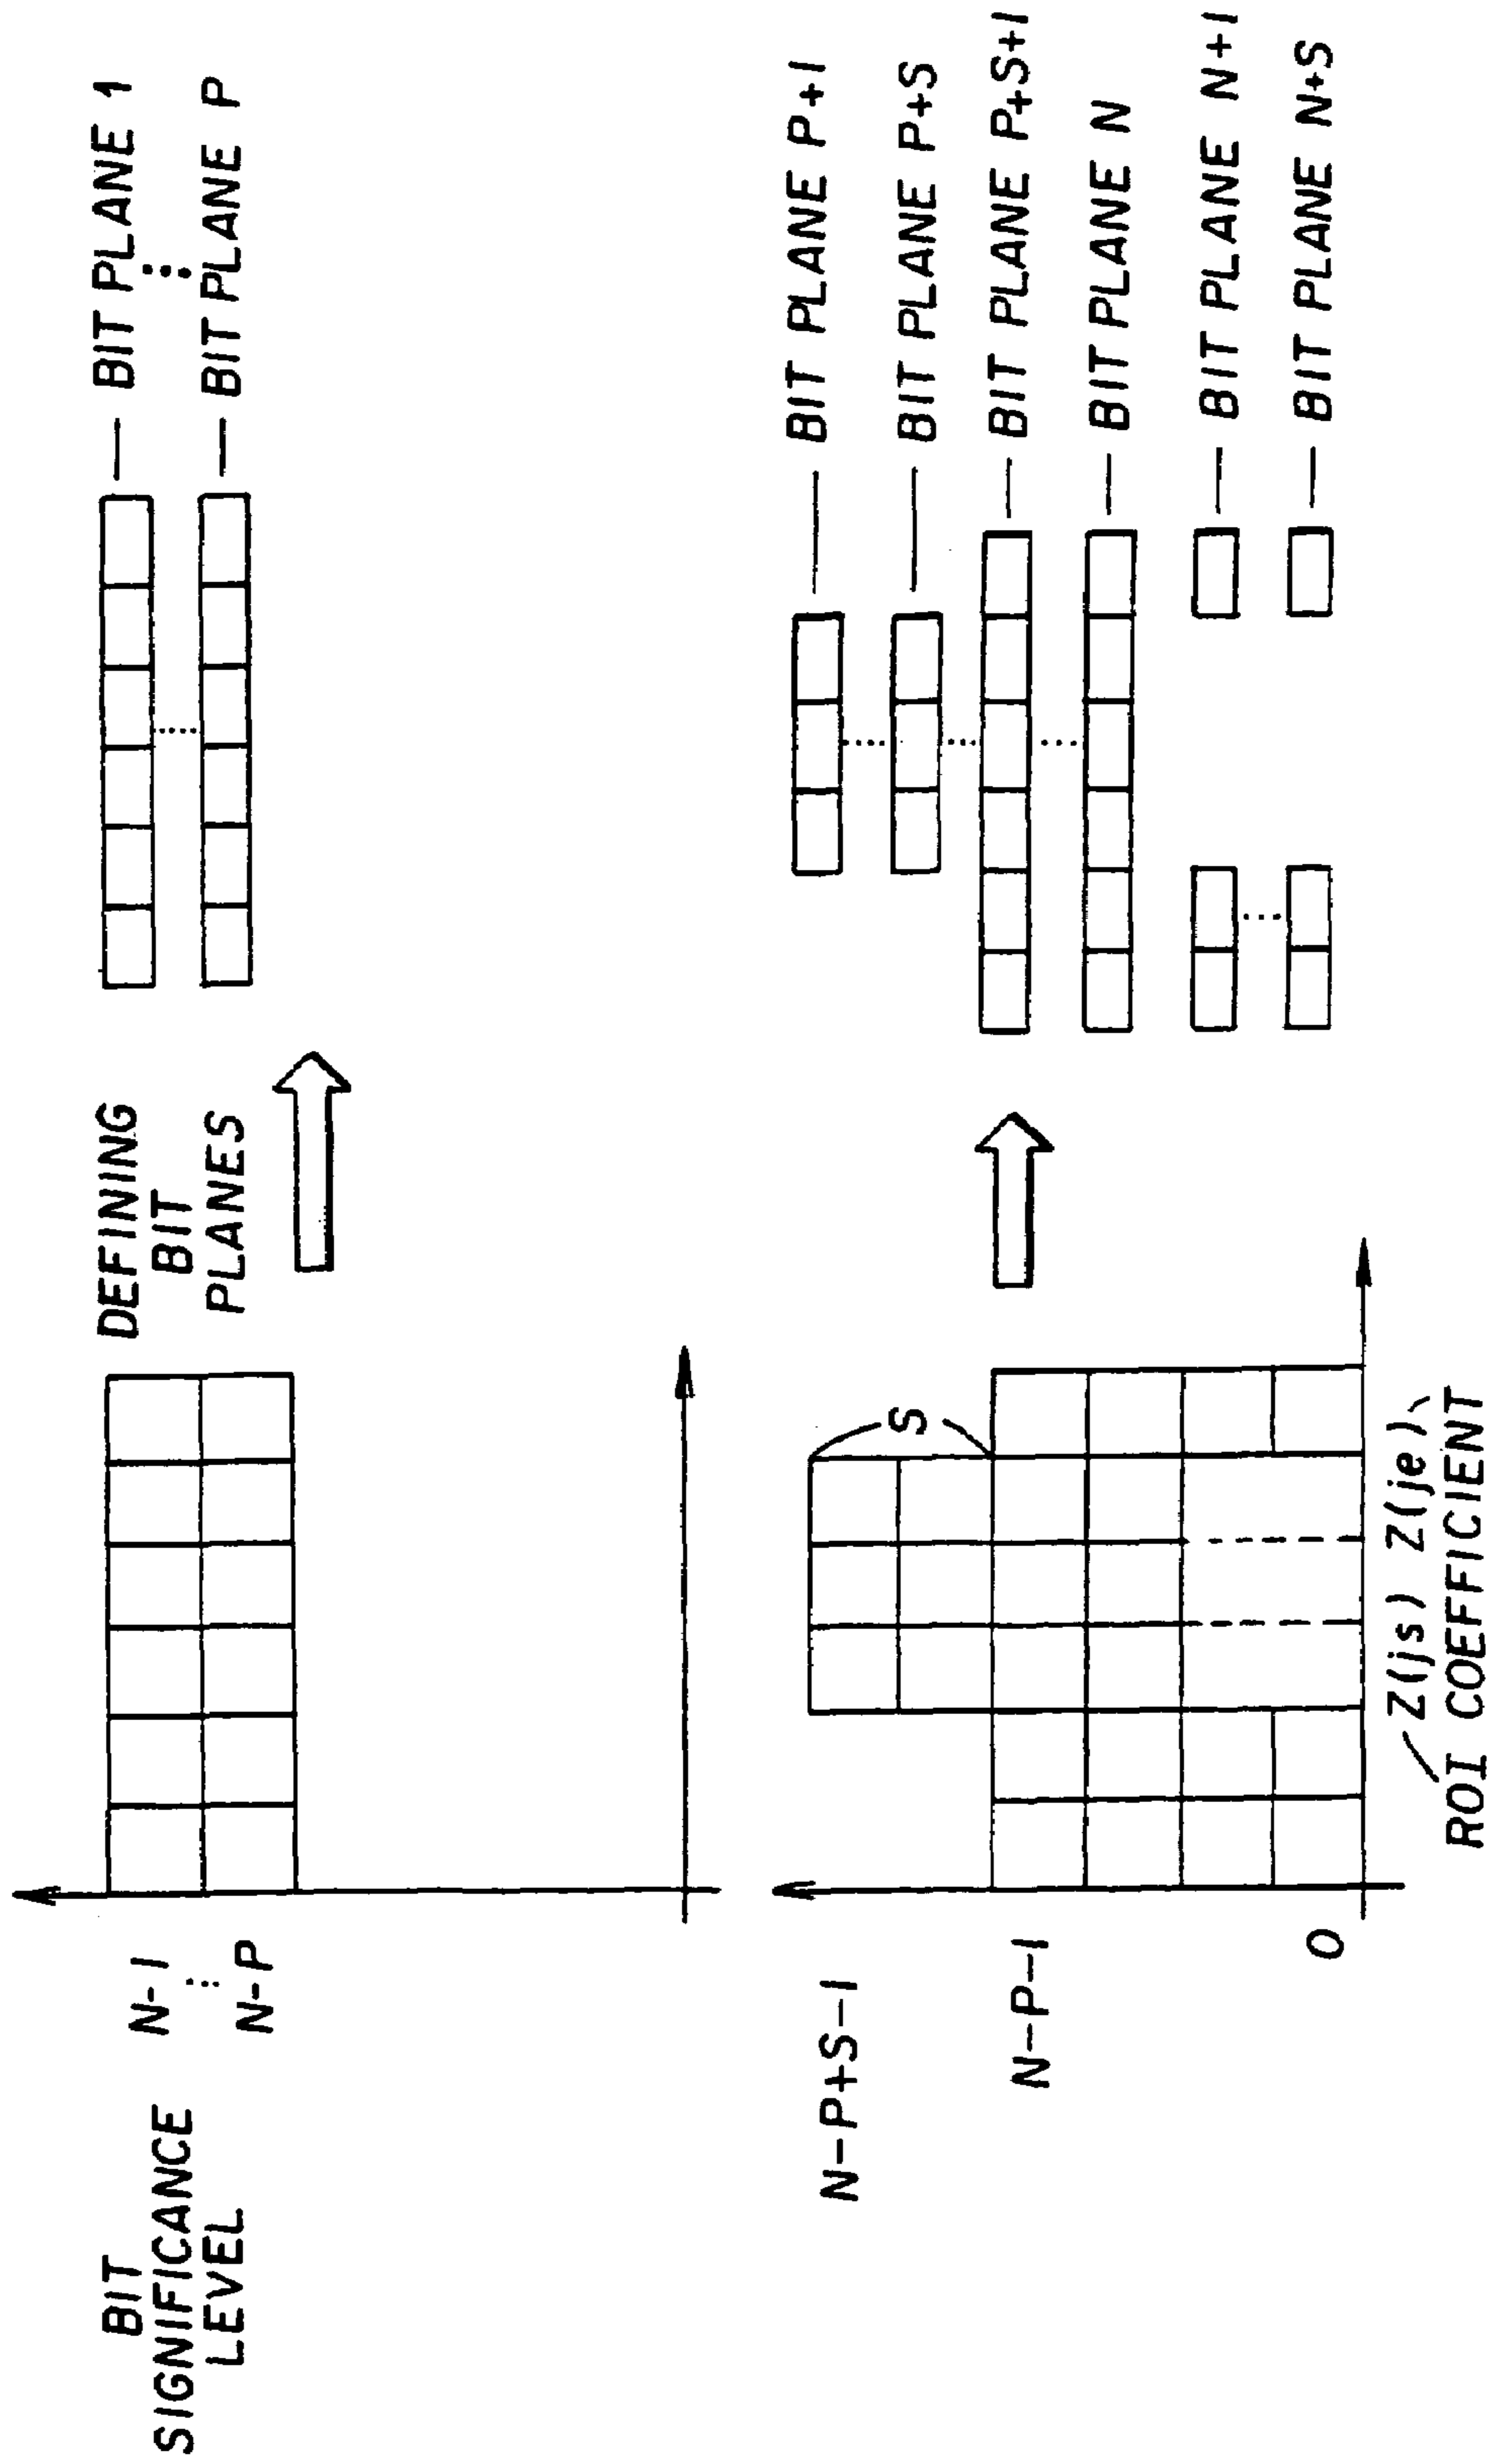 BIT
SIGNIFICANCE
LEVEL
N-1
N-P
DEFINING
BIT
PLANES
BIT PLANE 1
BIT PLANE P
N-P+S-1
N-P-1
0
S
Z(js) Z(je)
ROI COEFFICIENT
BIT PLANE P+1
BIT PLANE P+S
BIT PLANE P+S+1
BIT PLANE N
BIT PLANE N+1
BIT PLANE N+S